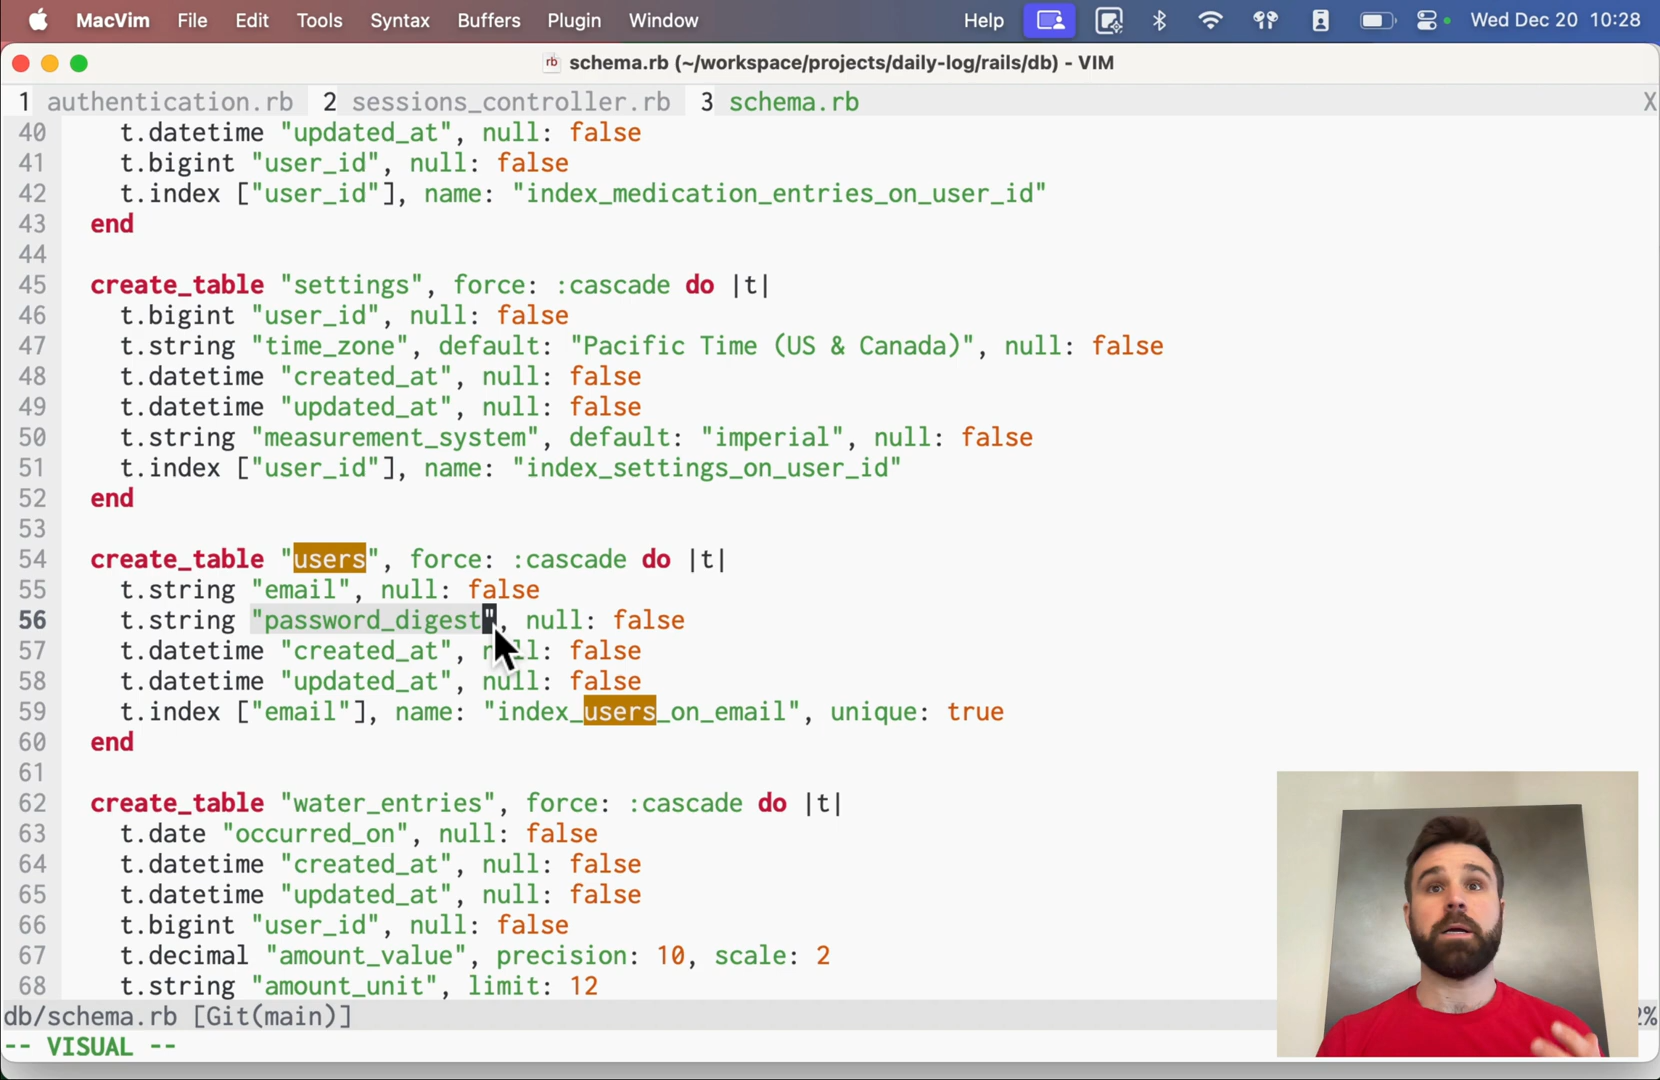 MacVim File Edit Tools Syntax Buffers Plugin Window Help Wed Dec 20 10:28
rb schema.rb (~/workspace/projects/daily-log/rails/db) - VIM
1 authentication.rb 2 sessions_controller.rb 3 schema.rb X
40 t.datetime "updated_at", null: false
41 t.bigint "user_id", null: false
42 t.index ["user_id"], name: "index_medication_entries_on_user_id"
43 end
44
45 create_table "settings", force: :cascade do |t|
46 t.bigint "user_id", null: false
47 t.string "time_zone", default: "Pacific Time (US & Canada)", null: false
48 t.datetime "created_at", null: false
49 t.datetime "updated_at", null: false
50 t.string "measurement_system", default: "imperial", null: false
51 t.index ["user_id"], name: "index_settings_on_user_id"
52 end
53
54 create_table "users", force: :cascade do |t|
55 t.string "email", null: false
56 t.string "password_digest", null: false
57 t.datetime "created_at", null: false
58 t.datetime "updated_at", null: false
59 t.index ["email"], name: "index_users_on_email", unique: true
60 end
61
62 create_table "water_entries", force: :cascade do |t|
63 t.date "occurred_on", null: false
64 t.datetime "created_at", null: false
65 t.datetime "updated_at", null: false
66 t.bigint "user_id", null: false
67 t.decimal "amount_value", precision: 10, scale: 2
68 t.string "amount_unit", limit: 12
db/schema.rb [Git(main)]
-- VISUAL --